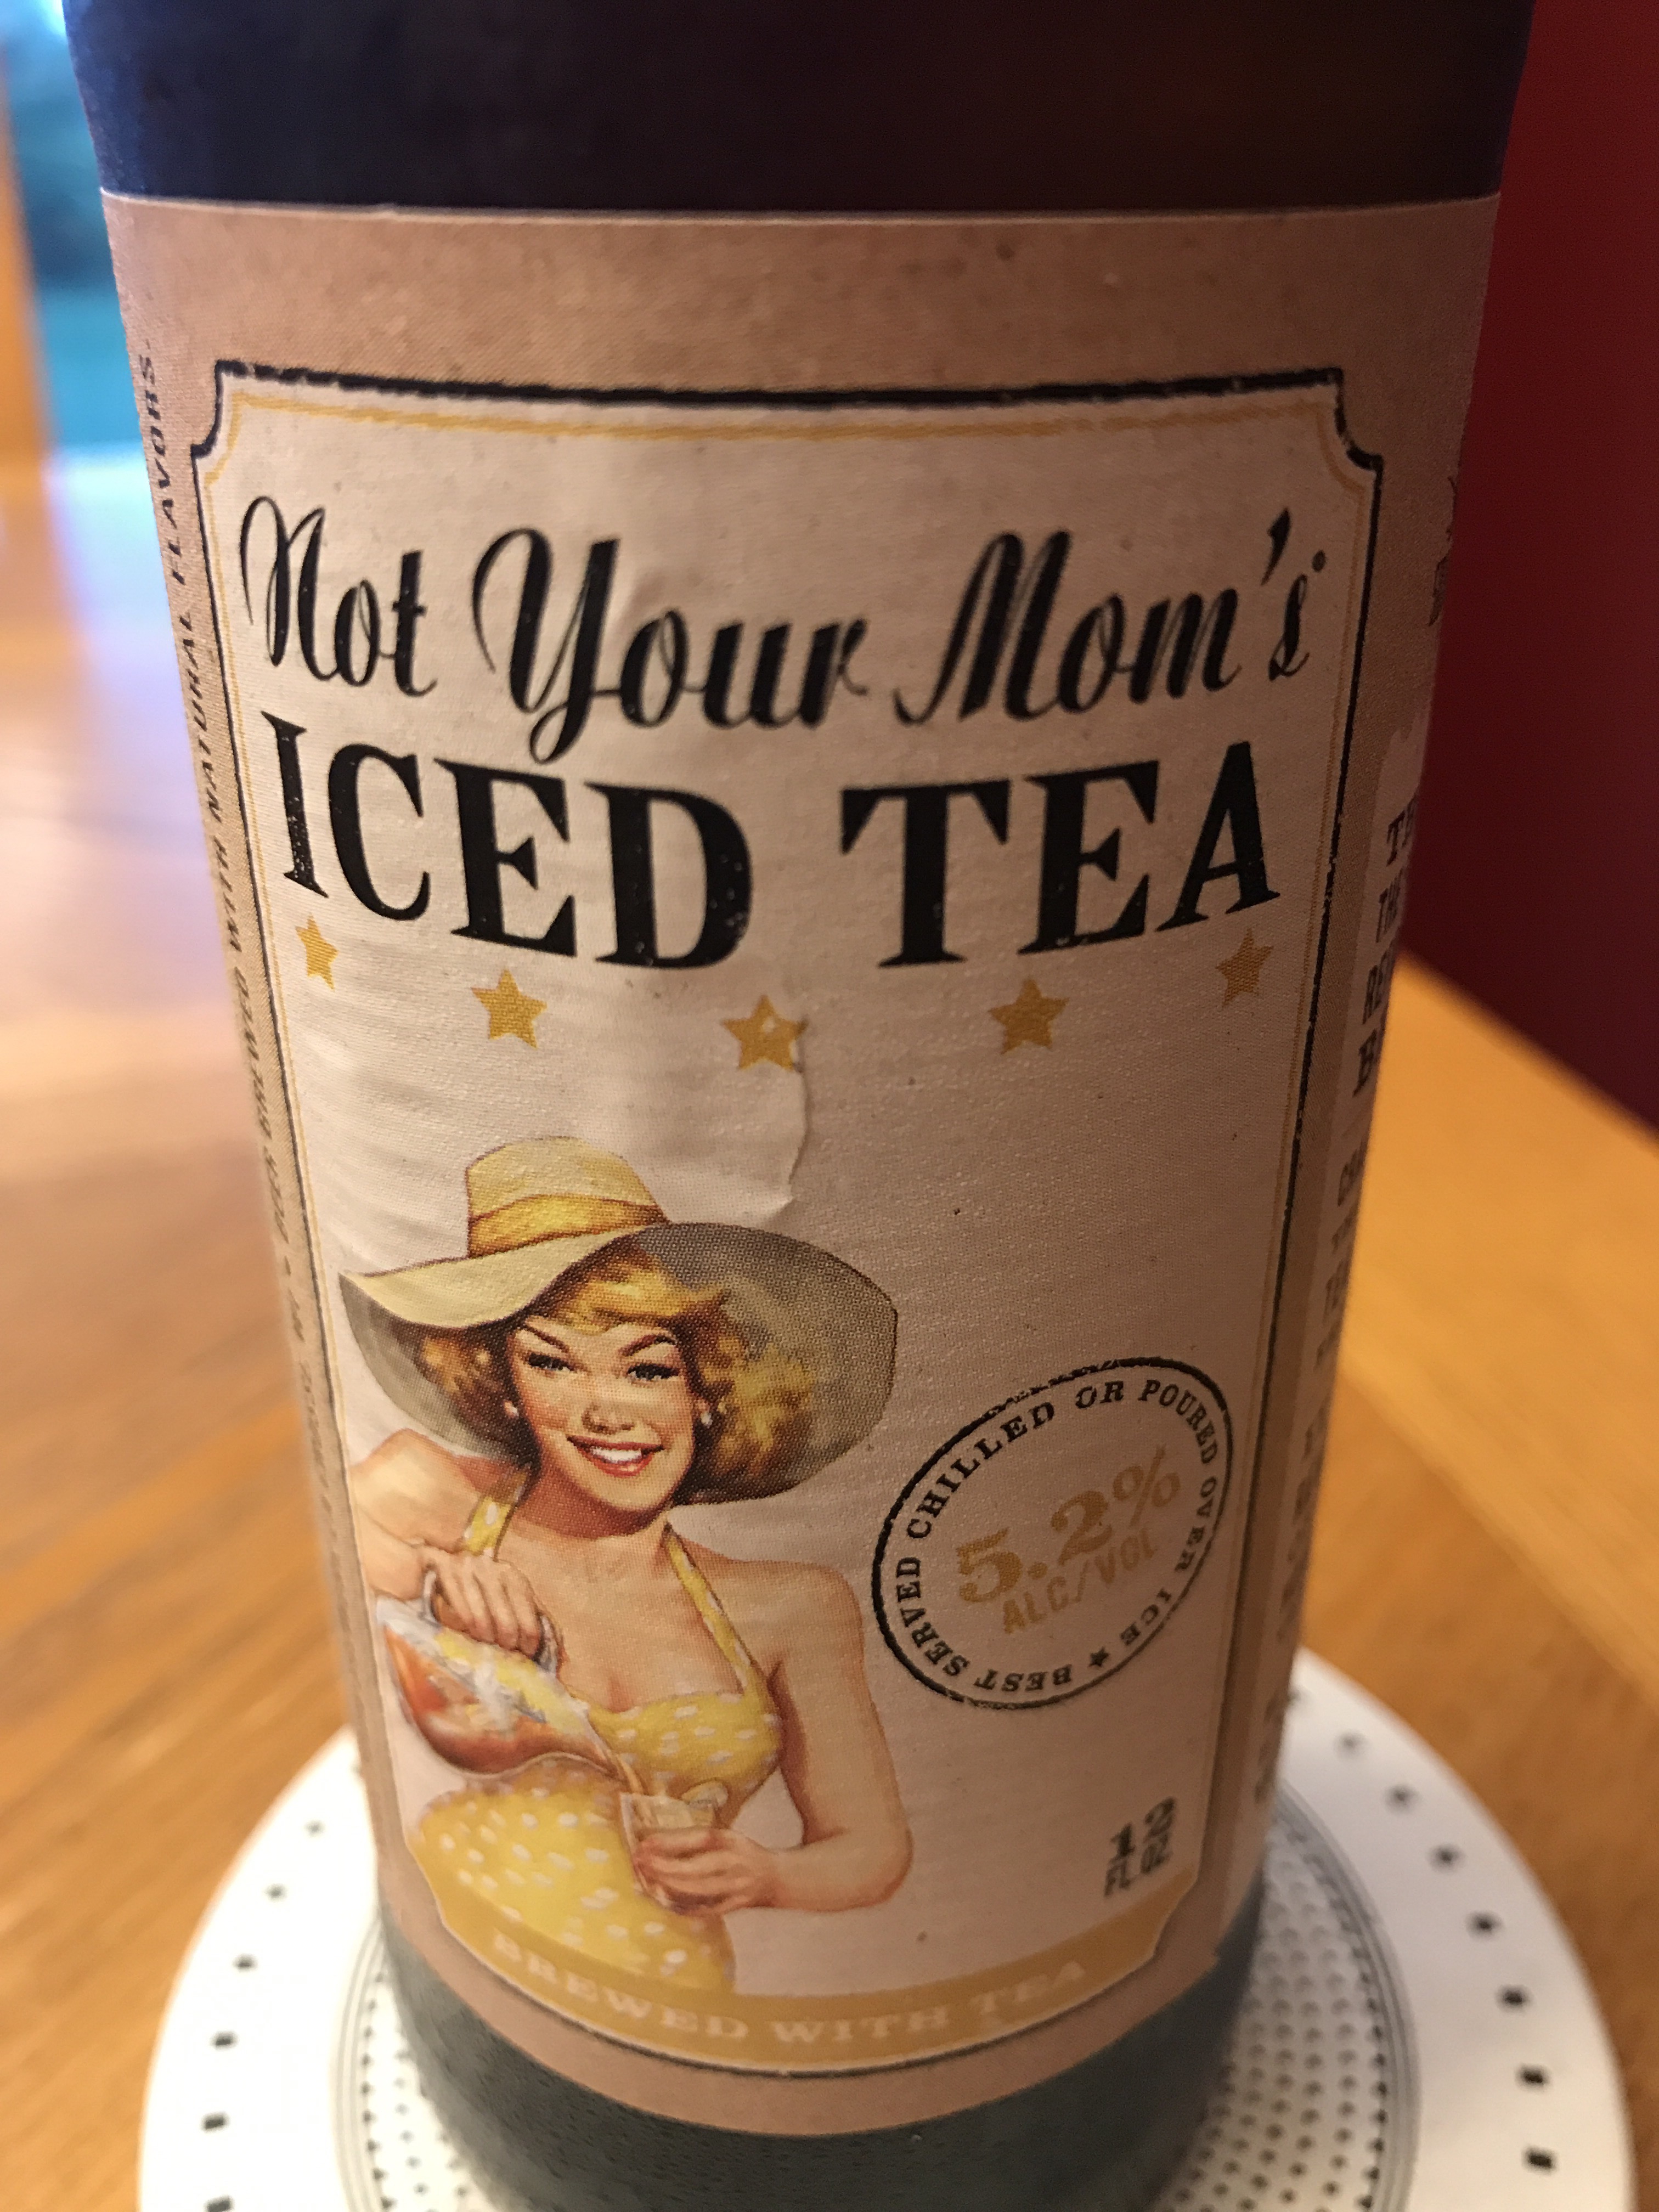 Not Your Mom's
ICED TEA
BEST SERVED CHILLED OR POURED OVER ICE ★
5.2%
ALC/VOL
12
FL OZ
BREWED WITH TEA
BREWED WITH NATURAL FLAVORS.